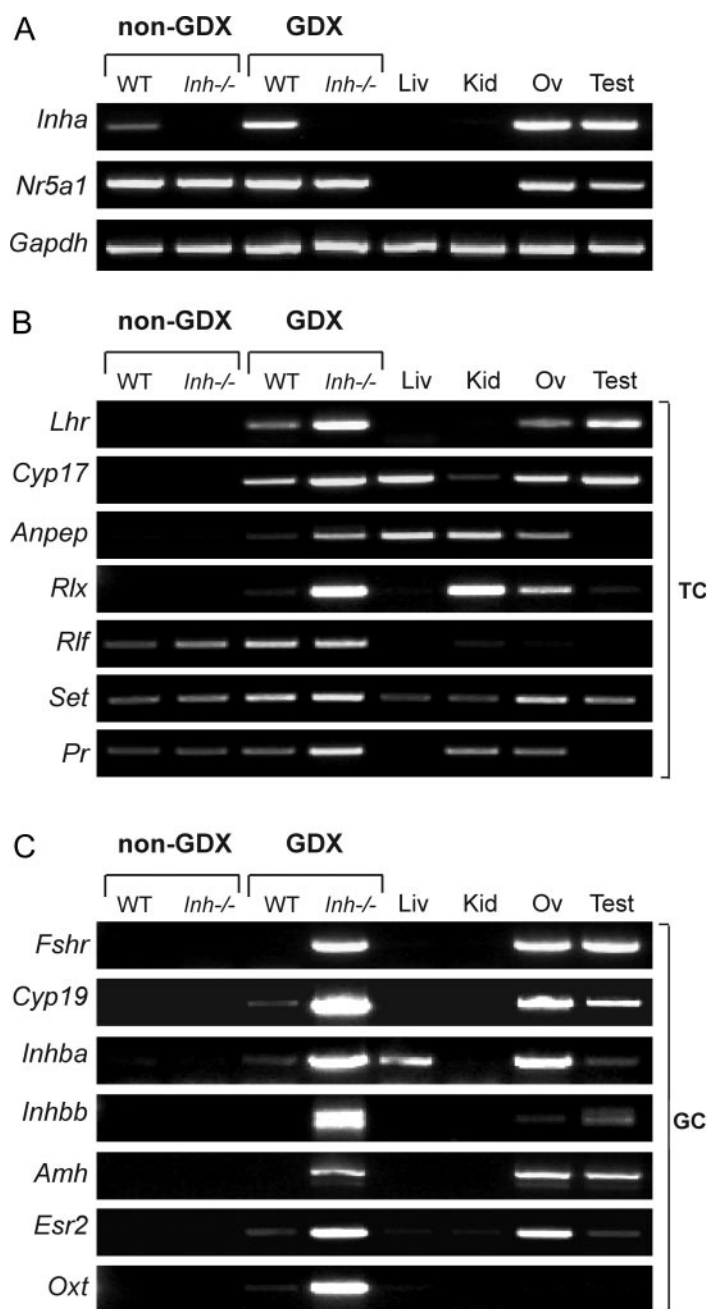 A
non-GDX GDX
WT Inh-/- WT Inh-/- Liv Kid Ov Test
Inha
Nr5a1
Gapdh
B
non-GDX GDX
WT Inh-/- WT Inh-/- Liv Kid Ov Test
Lhr
Cyp17
Anpep
Rlx
TC
Rlf
Set
Pr
C
non-GDX GDX
WT Inh-/- WT Inh-/- Liv Kid Ov Test
Fshr
Cyp19
Inhba
Inhbb
GC
Amh
Esr2
Oxt